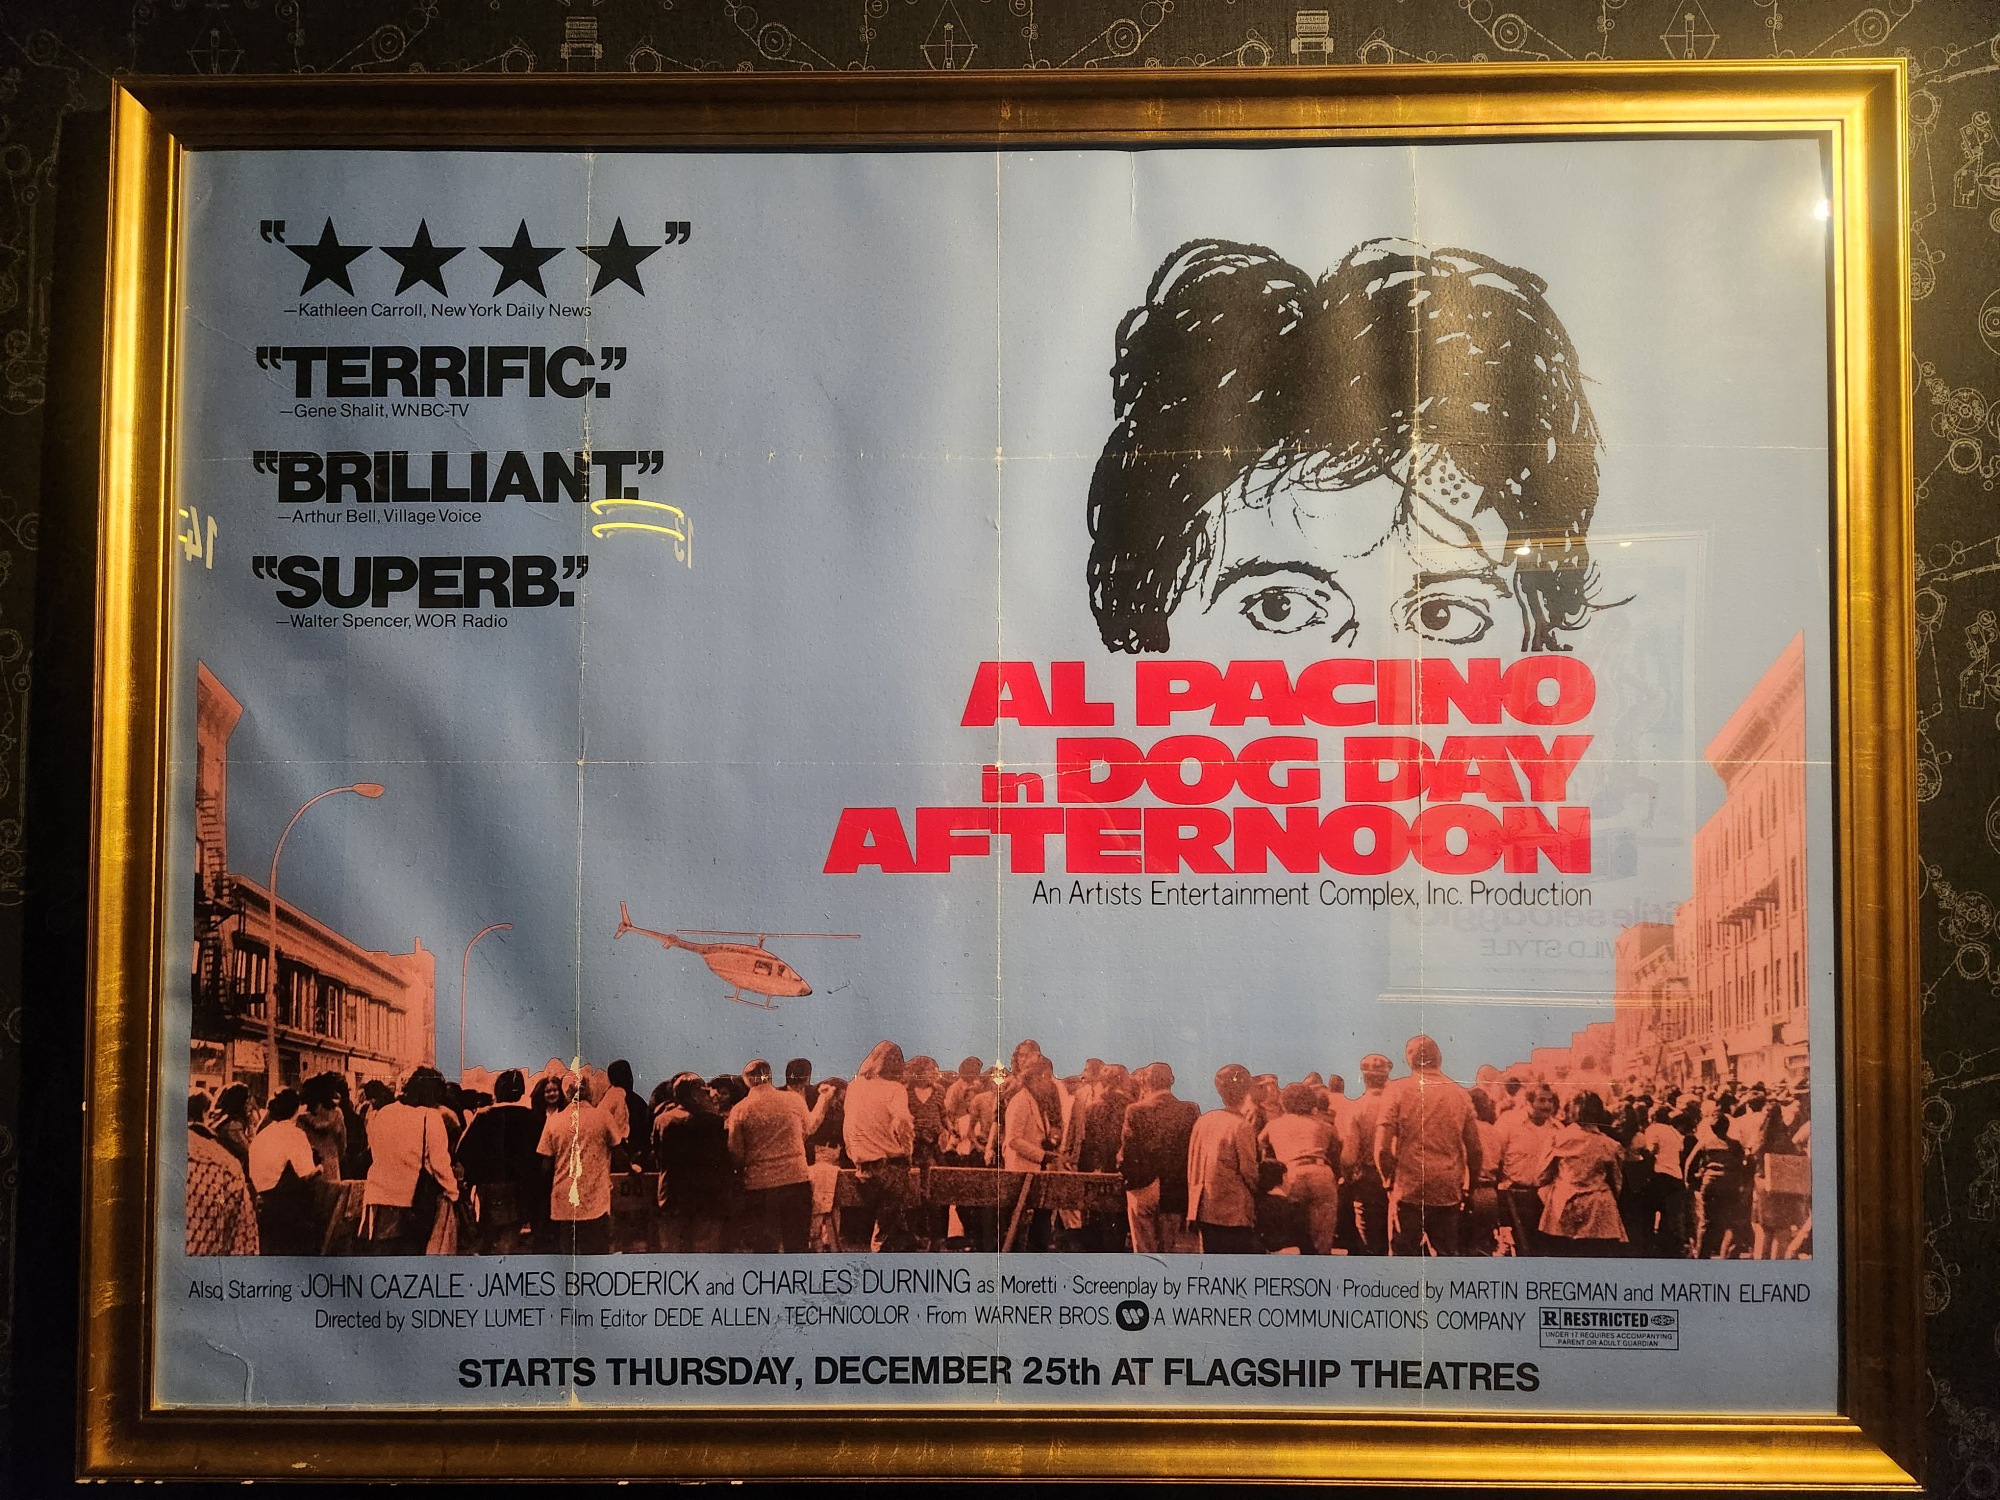 “★★★★”
—Kathleen Carroll, New York Daily News
“TERRIFIC.”
—Gene Shalit, WNBC-TV
“BRILLIANT.”
—Arthur Bell, Village Voice
“SUPERB.”
—Walter Spencer, WOR Radio
AL PACINO
in DOG DAY
AFTERNOON
An Artists Entertainment Complex, Inc. Production
Also Starring JOHN CAZALE · JAMES BRODERICK and CHARLES DURNING as Moretti · Screenplay by FRANK PIERSON · Produced by MARTIN BREGMAN and MARTIN ELFAND
Directed by SIDNEY LUMET · Film Editor DEDE ALLEN · TECHNICOLOR · From WARNER BROS. A WARNER COMMUNICATIONS COMPANY
R RESTRICTED
UNDER 17 REQUIRES ACCOMPANYING
PARENT OR ADULT GUARDIAN
STARTS THURSDAY, DECEMBER 25th AT FLAGSHIP THEATRES
WILD STYLE